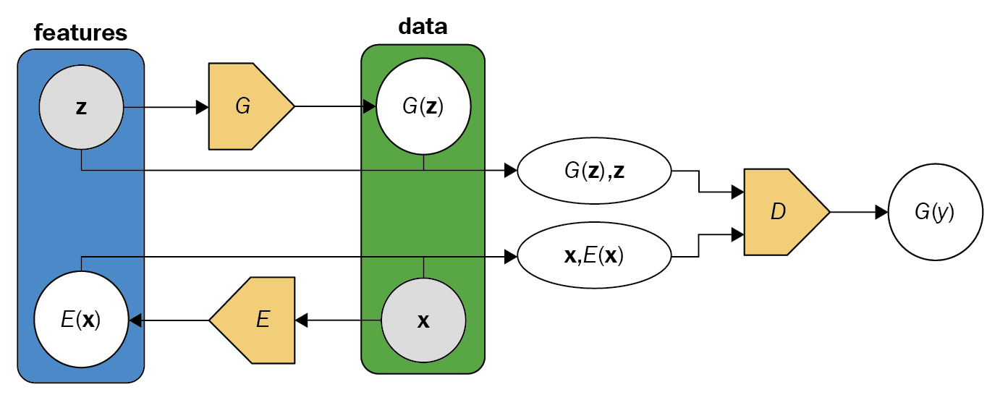 features
data
z
G
G(z)
G(z),z
D
G(y)
x,E(x)
E(x)
E
x